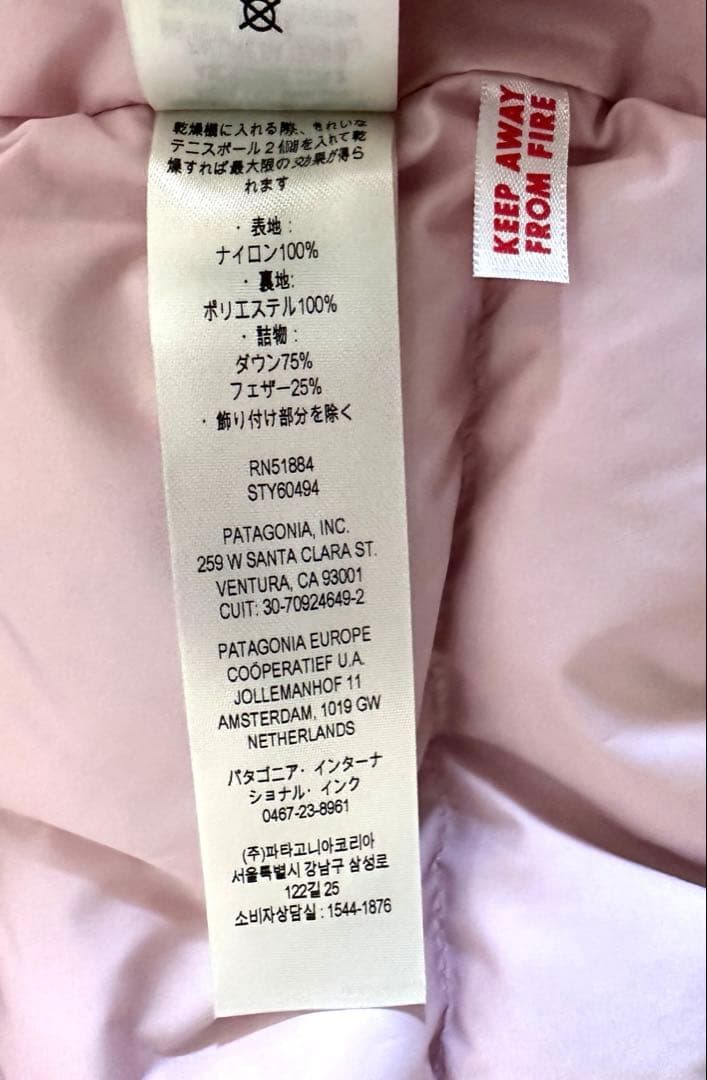 乾燥機に入れる際、きれいな
テニスボール2個を入れて乾
燥すれば最大限の効果が得ら
れます
・表地:
ナイロン100%
・裏地:
ポリエステル100%
・詰物:
ダウン75%
フェザー25%
・飾り付け部分を除く
RN51884
STY60494
PATAGONIA, INC.
259 W SANTA CLARA ST.
VENTURA, CA 93001
CUIT: 30-70924649-2
PATAGONIA EUROPE
COÖPERATIEF U.A.
JOLLEMANHOF 11
AMSTERDAM, 1019 GW
NETHERLANDS
パタゴニア・インターナ
ショナル・インク
0467-23-8961
(주)파타고니아코리아
서울특별시 강남구 삼성로
122길 25
소비자상담실 : 1544-1876
KEEP AWAY
FROM FIRE